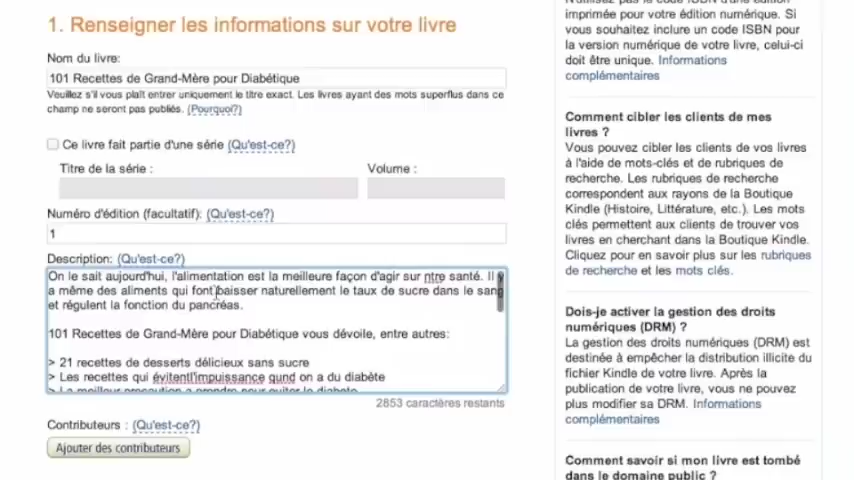 1. Renseigner les informations sur votre livre
Nom du livre:
101 Recettes de Grand-Mère pour Diabétique
Veuillez s'il vous plaît entrer uniquement le titre exact. Les livres ayant des mots superflus dans ce
champ ne seront pas publiés. (Pourquoi?)
Ce livre fait partie d'une série (Qu'est-ce?)
Titre de la série :
Volume :
Numéro d'édition (facultatif): (Qu'est-ce?)
1
Description: (Qu'est-ce?)
On le sait aujourd'hui, l'alimentation est la meilleure façon d'agir sur ntre santé. Il y
a même des aliments qui font baisser naturellement le taux de sucre dans le sang
et régulent la fonction du pancréas.
101 Recettes de Grand-Mère pour Diabétique vous dévoile, entre autres:
> 21 recettes de desserts délicieux sans sucre
> Les recettes qui évitentl'impuissance qund on a du diabète
> La meilleur precaution a prendre pour eviter le diabete
2853 caractères restants
Contributeurs : (Qu'est-ce?)
Ajouter des contributeurs
N'utilisez pas le code ISBN d'une édition
imprimée pour votre édition numérique. Si
vous souhaitez inclure un code ISBN pour
la version numérique de votre livre, celui-ci
doit être unique. Informations
complémentaires
Comment cibler les clients de mes
livres ?
Vous pouvez cibler les clients de vos livres
à l'aide de mots-clés et de rubriques de
recherche. Les rubriques de recherche
correspondent aux rayons de la Boutique
Kindle (Histoire, Littérature, etc.). Les mots
clés permettent aux clients de trouver vos
livres en cherchant dans la Boutique Kindle.
Cliquez pour en savoir plus sur les rubriques
de recherche et les mots clés.
Dois-je activer la gestion des droits
numériques (DRM) ?
La gestion des droits numériques (DRM) est
destinée à empêcher la distribution illicite du
fichier Kindle de votre livre. Après la
publication de votre livre, vous ne pouvez
plus modifier sa DRM. Informations
complémentaires
Comment savoir si mon livre est tombé
dans le domaine public ?